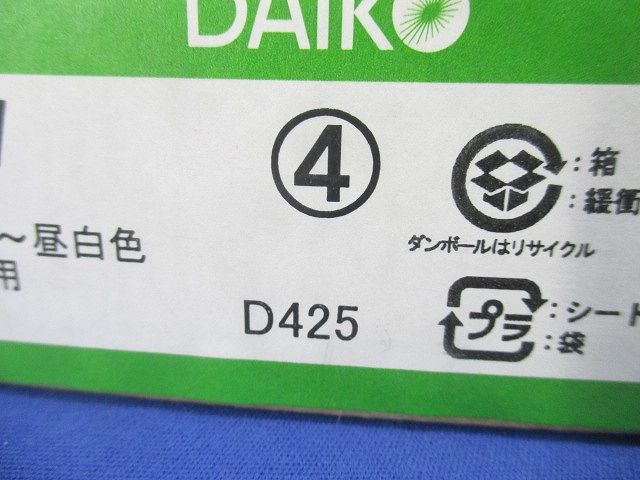 DAIKO
④
:箱
:緩衝
ダンボールはリサイクル
～昼白色
用
D425
プラ
:シート
:袋